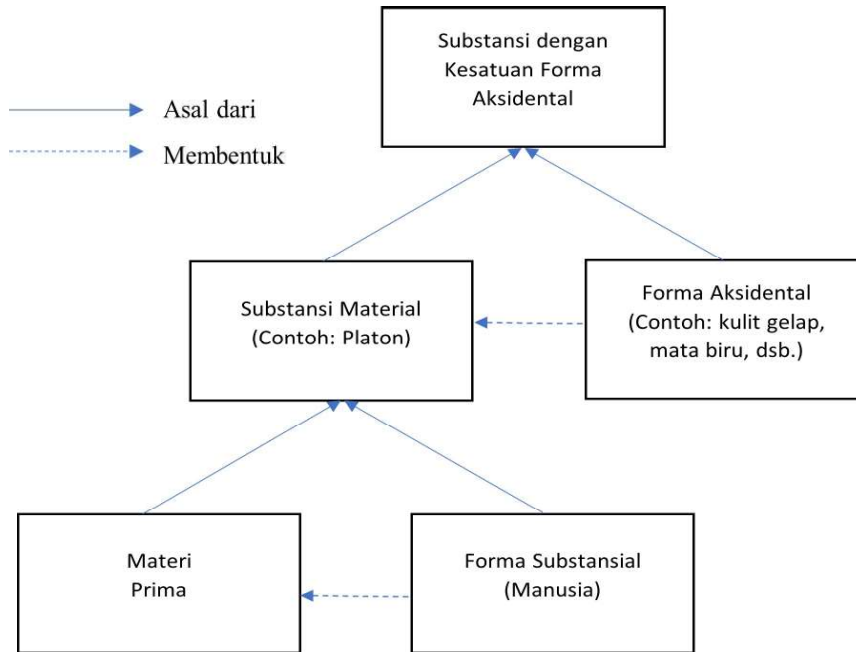 Substansi dengan
Kesatuan Forma
Aksidental
Asal dari
Membentuk
Substansi Material
(Contoh: Platon)
Forma Aksidental
(Contoh: kulit gelap,
mata biru, dsb.)
Materi
Prima
Forma Substansial
(Manusia)